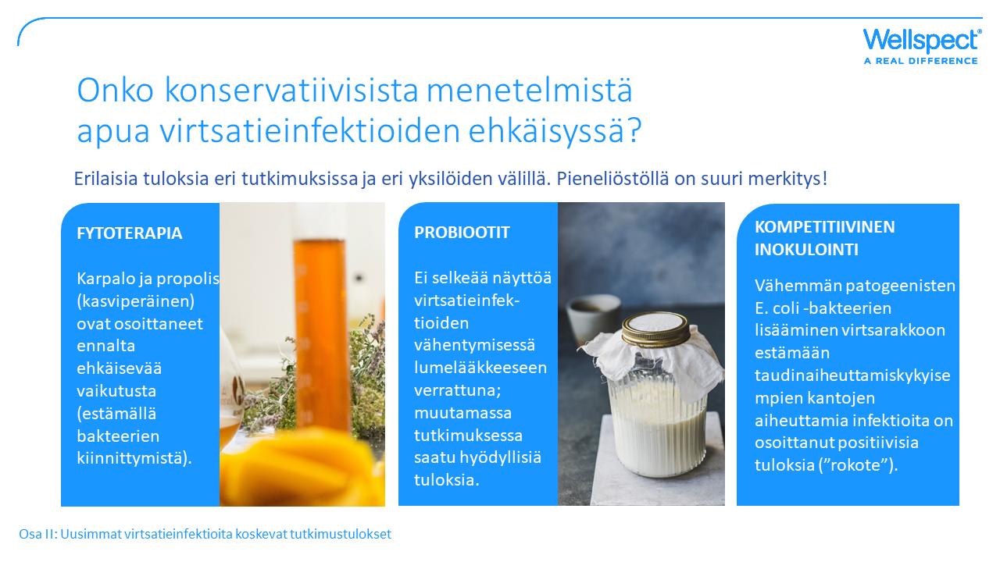 Wellspect®
A REAL DIFFERENCE
Onko konservatiivisista menetelmistä
apua virtsatieinfektioiden ehkäisyssä?
Erilaisia tuloksia eri tutkimuksissa ja eri yksilöiden välillä. Pieneliöstöllä on suuri merkitys!
FYTOTERAPIA
Karpalo ja propolis
(kasviperäinen)
ovat osoittaneet
ennalta
ehkäisevää
vaikutusta
(estämällä
bakteerien
kiinnittymistä).
PROBIOOTIT
Ei selkeää näyttöä
virtsatieinfek-
tioiden
vähentymisessä
lumelääkkeeseen
verrattuna;
muutamassa
tutkimuksessa
saatu hyödyllisiä
tuloksia.
KOMPETITIIVINEN
INOKULOINTI
Vähemmän patogeenisten
E. coli -bakteerien
lisääminen virtsarakkoon
estämään
taudinaiheuttamiskykyise
mpien kantojen
aiheuttamia infektioita on
osoittanut positiivisia
tuloksia (”rokote”).
Osa II: Uusimmat virtsatieinfektioita koskevat tutkimustulokset